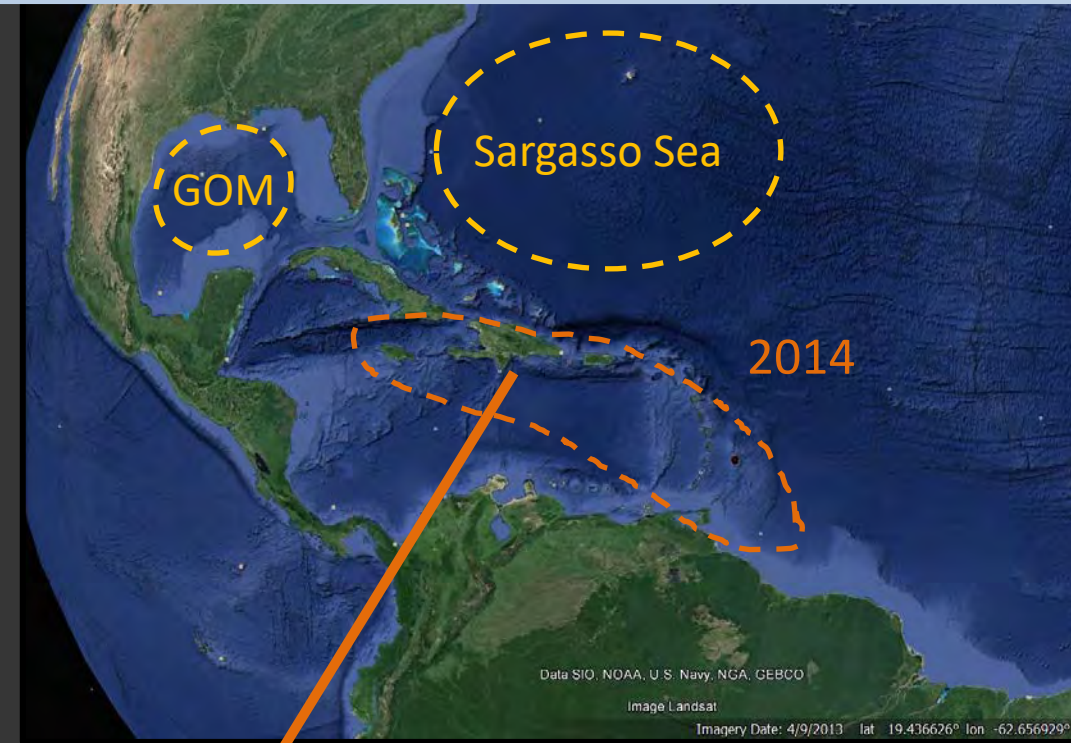 Sargasso Sea
GOM
2014
Data SIO, NOAA, U.S. Navy, NGA, GEBCO
Image Landsat
Imagery Date: 4/9/2013 lat 19.436626° lon -62.656929°